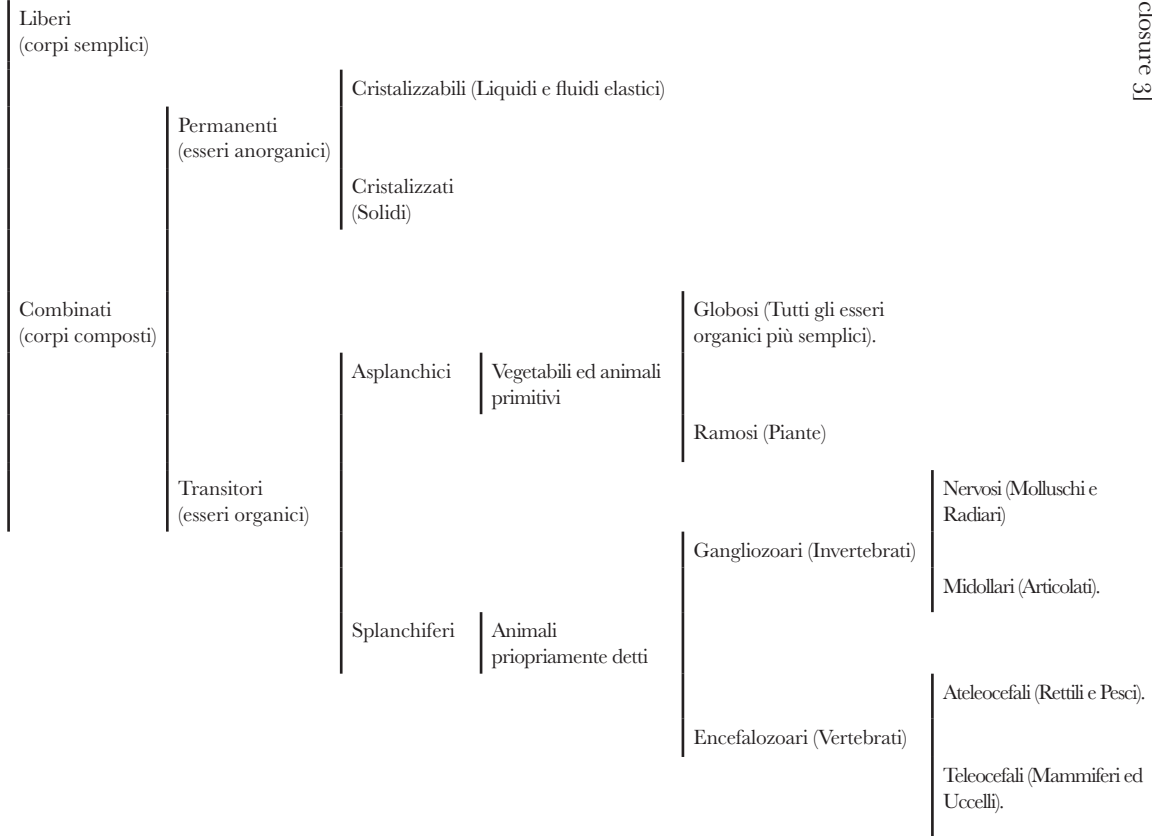 closure 3]
Liberi
(corpi semplici)
Cristalizzabili (Liquidi e fluidi elastici)
Permanenti
(esseri anorganici)
Cristalizzati
(Solidi)
Combinati
(corpi composti)
Globosi (Tutti gli esseri
organici più semplici).
Asplanchici
Vegetabili ed animali
primitivi
Ramosi (Piante)
Transitori
(esseri organici)
Nervosi (Molluschi e
Radiari)
Gangliozoari (Invertebrati)
Midollari (Articolati).
Splanchiferi
Animali
priopriamente detti
Ateleocefali (Rettili e Pesci).
Encefalozoari (Vertebrati)
Teleocefali (Mammiferi ed
Uccelli).